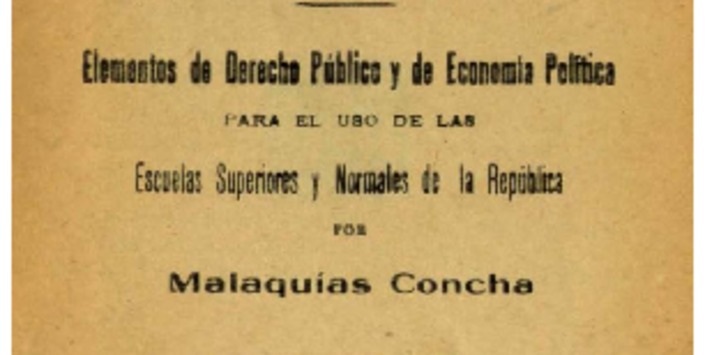 Elementos de Derecho Público y de Economía Política
PARA EL USO DE LAS
Escuelas Superiores y Normales de la República
POR
Malaquías Concha